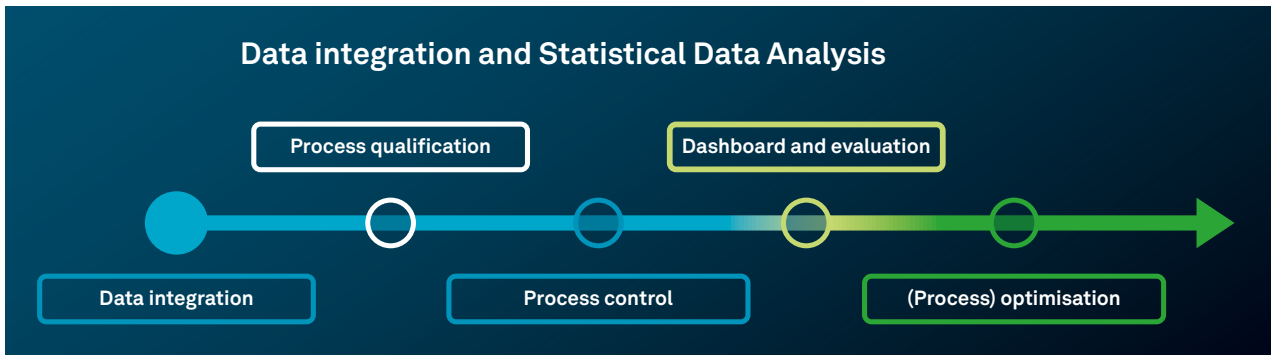 Data integration and Statistical Data Analysis
Process qualification
Dashboard and evaluation
Data integration
Process control
(Process) optimisation